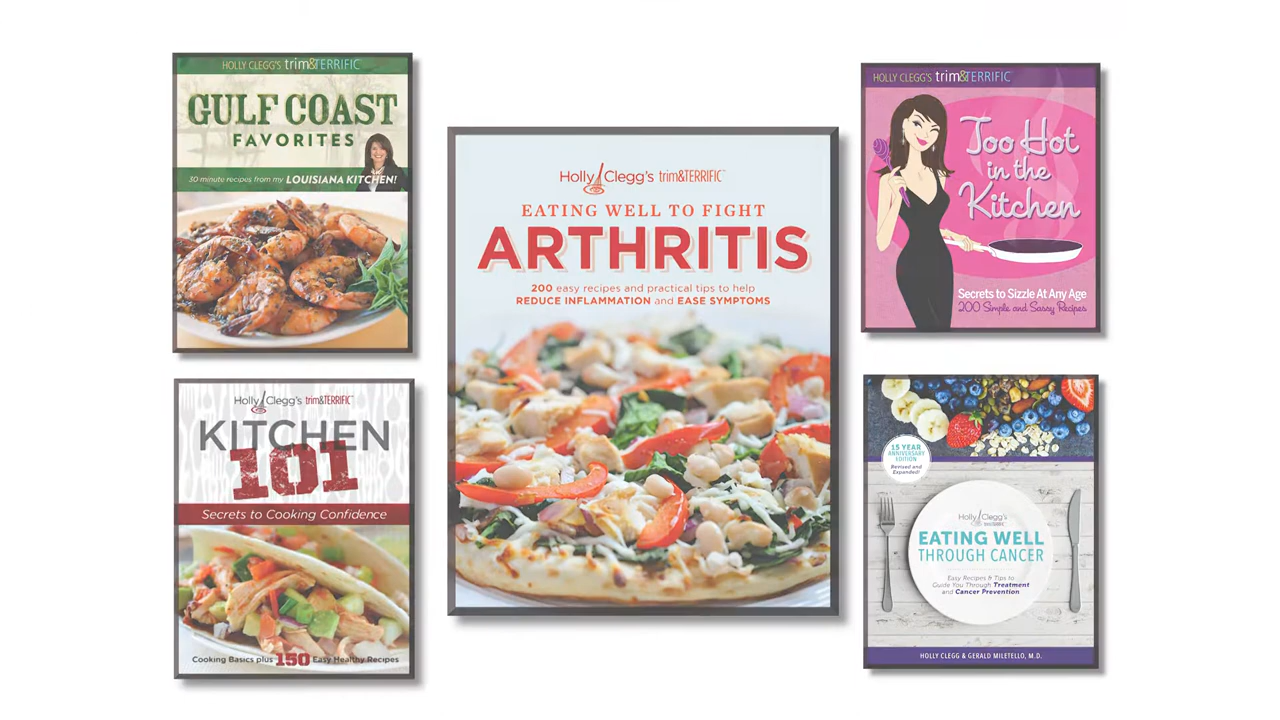 HOLLY CLEGG'S trim&TERRIFIC
GULF COAST
FAVORITES
30 minute recipes from my LOUISIANA KITCHEN!
Holly Clegg's trim&TERRIFIC™
KITCHEN
101
Secrets to Cooking Confidence
Cooking Basics plus 150 Easy Healthy Recipes
Holly Clegg's trim&TERRIFIC™
EATING WELL TO FIGHT
ARTHRITIS
200 easy recipes and practical tips to help
REDUCE INFLAMMATION and EASE SYMPTOMS
HOLLY CLEGG'S trim&TERRIFIC
Too Hot
in the
Kitchen
Secrets to Sizzle At Any Age
200 Simple and Sassy Recipes
15 YEAR
ANNIVERSARY
EDITION
Revised and
Expanded!
Holly Clegg's
EATING WELL
THROUGH CANCER
Easy Recipes & Tips to
Guide You Through Treatment
and Cancer Prevention
HOLLY CLEGG & GERALD MILETELLO, M.D.